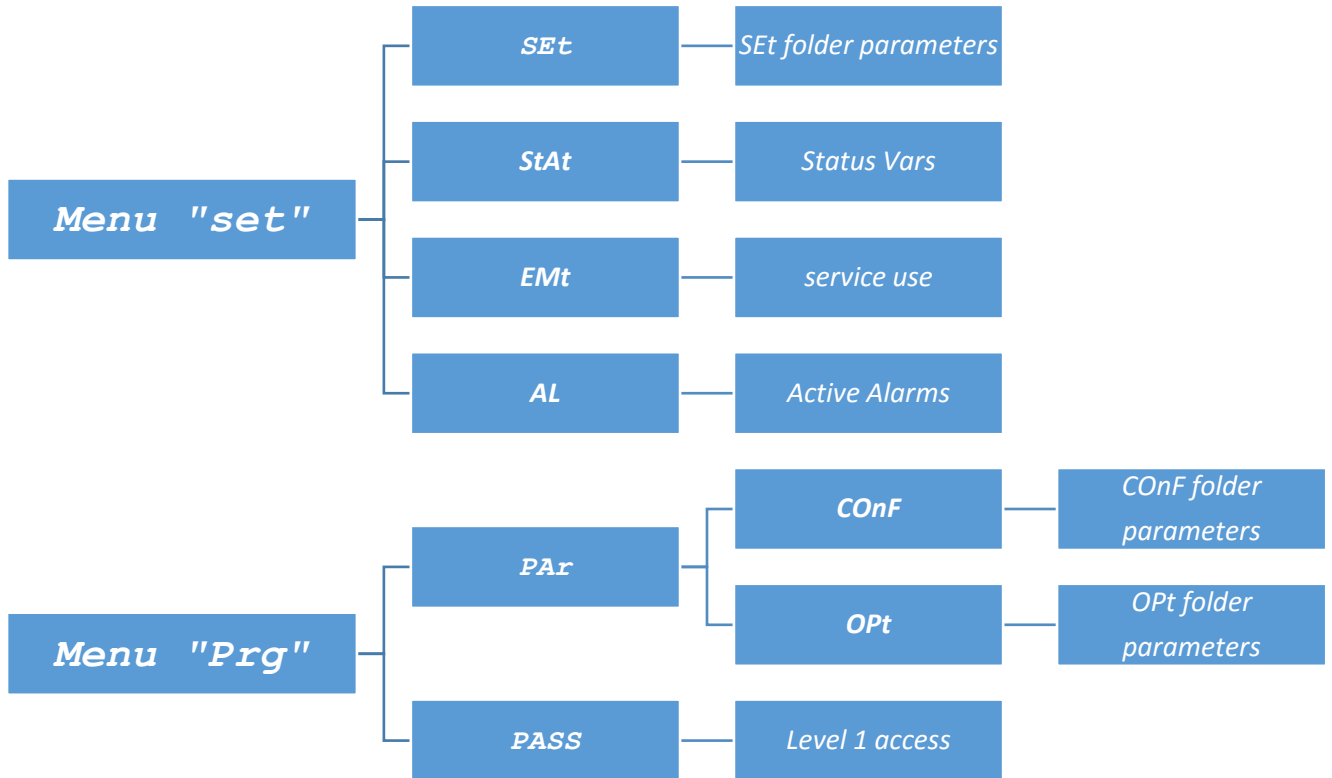 SEt
SEt folder parameters
StAt
Status Vars
Menu "set"
EMt
service use
AL
Active Alarms
COnF
COnF folder
parameters
PAr
OPt
OPt folder
parameters
Menu "Prg"
PASS
Level 1 access